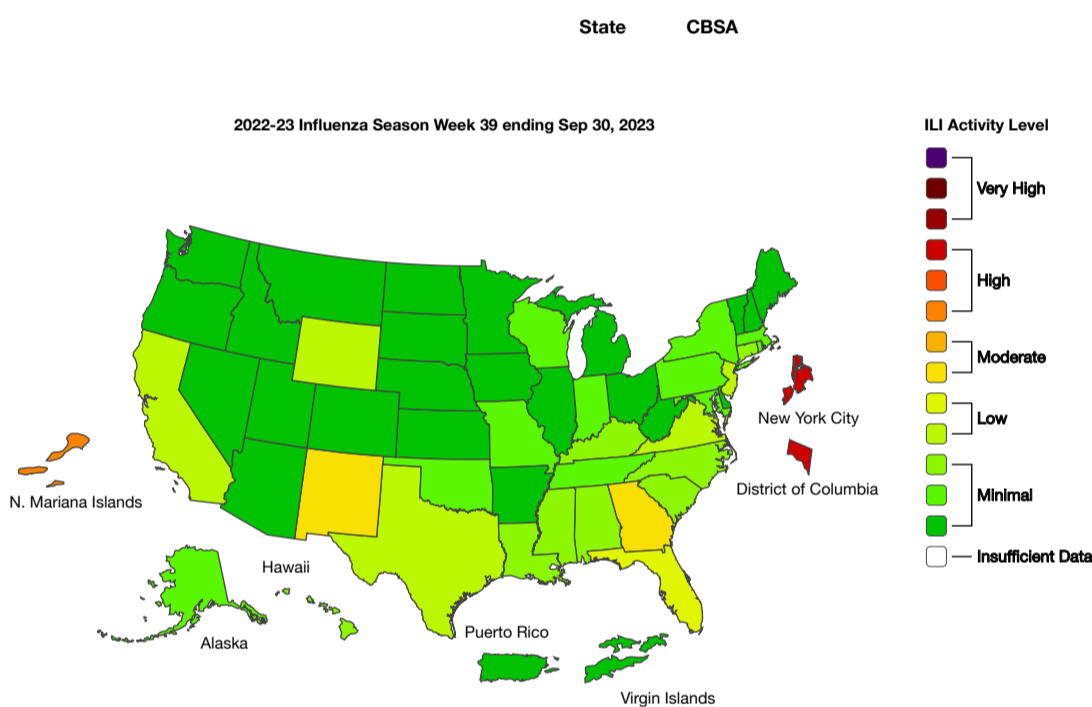 State CBSA
2022-23 Influenza Season Week 39 ending Sep 30, 2023
ILI Activity Level
Very High
High
Moderate
Low
Minimal
Insufficient Data
New York City
District of Columbia
N. Mariana Islands
Hawaii
Alaska
Puerto Rico
Virgin Islands